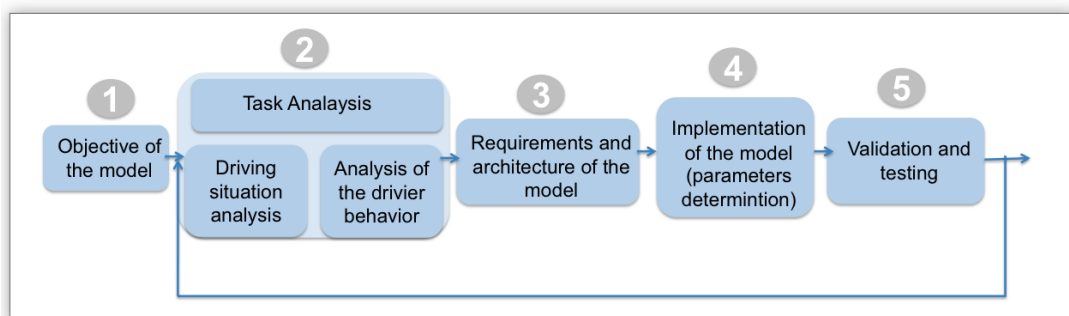 1
Objective of
the model
2
Task Analaysis
Driving
situation
analysis
Analysis of
the drivier
behavior
3
Requirements and
architecture of the
model
4
Implementation
of the model
(parameters
determintion)
5
Validation and
testing